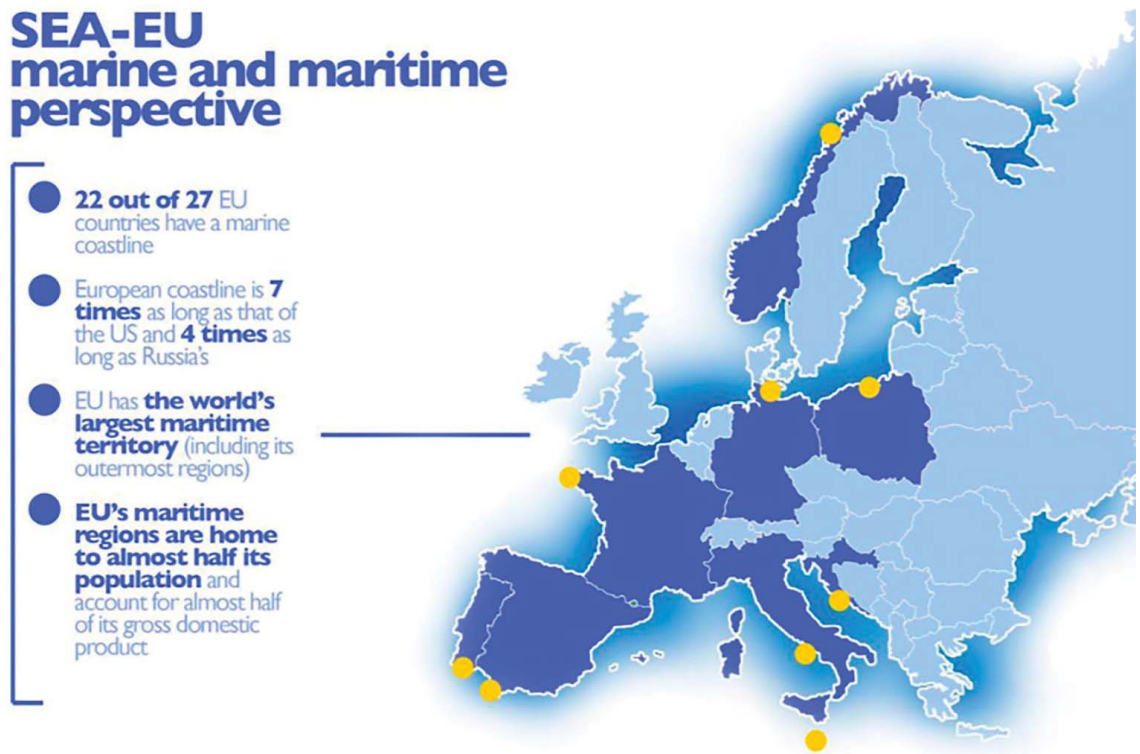 SEA-EU
marine and maritime
perspective
22 out of 27 EU
countries have a marine
coastline
European coastline is 7
times as long as that of
the US and 4 times as
long as Russia's
EU has the world's
largest maritime
territory (including its
outermost regions)
EU's maritime
regions are home
to almost half its
population and
account for almost half
of its gross domestic
product